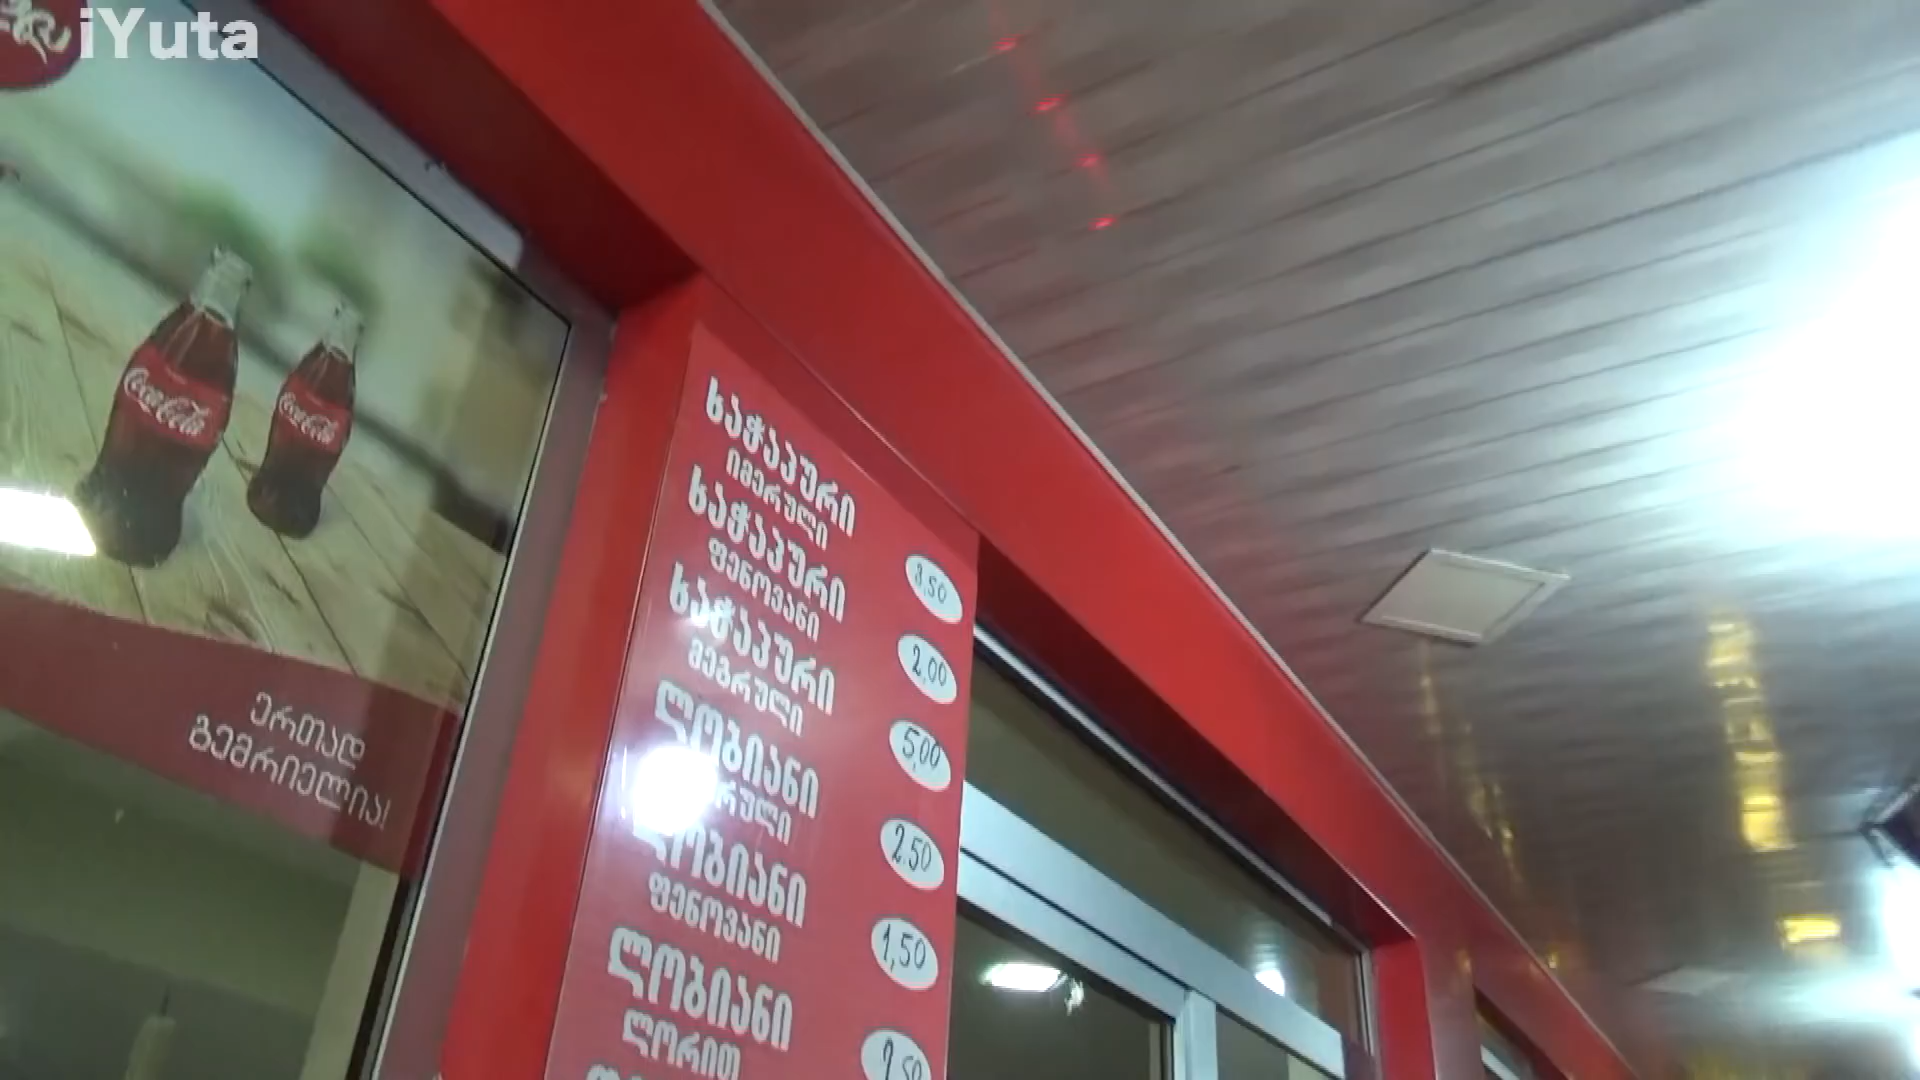 iYuta
Coca-Cola
Coca-Cola
ერთად
გემრიელია!
ხაჭაპური
იმერული
3,50
ხაჭაპური
ფენოვანი
2,00
ხაჭაპური
მეგრული
5,00
ლობიანი
2.50
ლობიანი
ფენოვანი
1,50
ლობიანი
ლორით